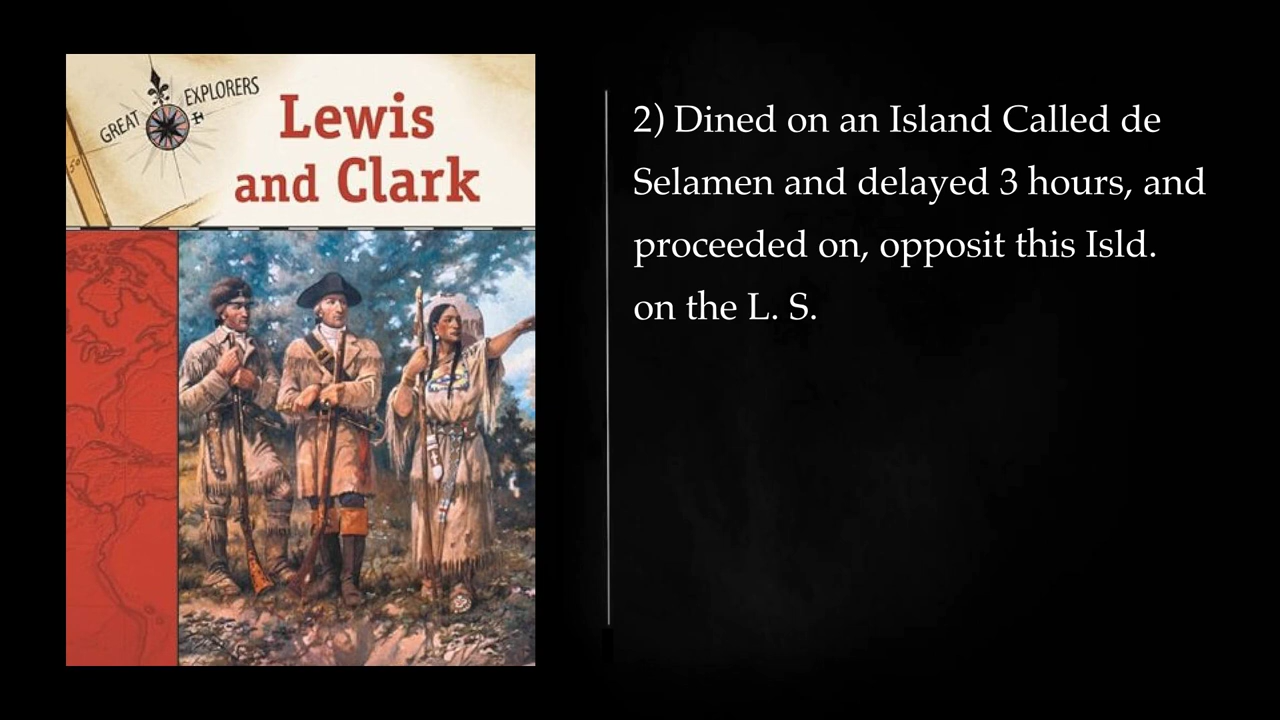 GREAT EXPLORERS
Lewis
and Clark
50
2) Dined on an Island Called de
Selamen and delayed 3 hours, and
proceeded on, opposit this Isld.
on the L. S.